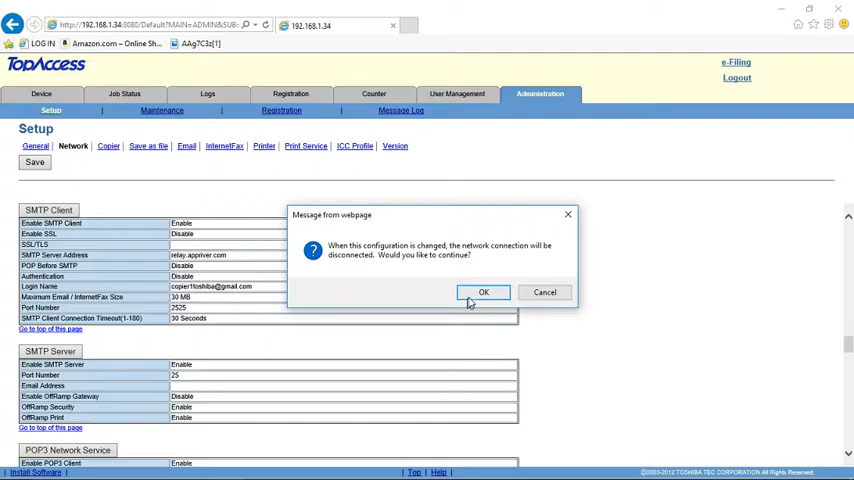 http://192.168.1.34:8080/Default?MAIN=ADMIN&SUB:
192.168.1.34
LOG IN
Amazon.com – Online Sh...
AAg7C3z[1]
TopAccess
e-Filing
Logout
Device
Job Status
Logs
Registration
Counter
User Management
Administration
Setup | Maintenance | Registration | Message Log
Setup
General | Network | Copier | Save as file | Email | InternetFax | Printer | Print Service | ICC Profile | Version
Save
SMTP Client
Enable SMTP Client Enable
Enable SSL Disable
SSL/TLS
SMTP Server Address relay.appriver.com
POP Before SMTP Disable
Authentication Disable
Login Name copier1toshiba@gmail.com
Maximum Email / InternetFax Size 30 MB
Port Number 2525
SMTP Client Connection Timeout(1-180) 30 Seconds
Go to top of this page
Message from webpage
When this configuration is changed, the network connection will be
disconnected. Would you like to continue?
OK
Cancel
SMTP Server
Enable SMTP Server Enable
Port Number 25
Email Address
Enable OffRamp Gateway Disable
OffRamp Security Enable
OffRamp Print Enable
Go to top of this page
POP3 Network Service
Enable POP3 Client Enable
Install Software
Top | Help |
©2003-2012 TOSHIBA TEC CORPORATION All Rights Reserved.